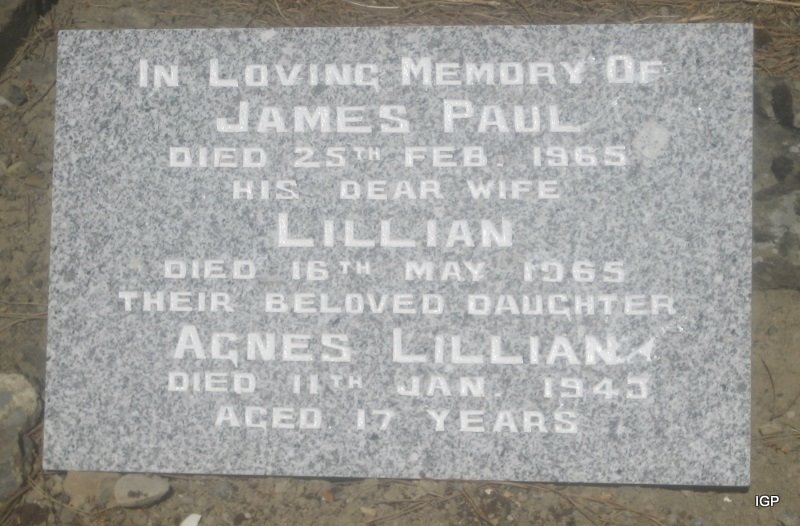 IN LOVING MEMORY OF
JAMES PAUL
DIED 25TH FEB. 1965
HIS DEAR WIFE
LILLIAN
DIED 16TH MAY 1965
THEIR BELOVED DAUGHTER
AGNES LILLIAN
DIED 11TH JAN.
AGED 17 YEARS
IGP